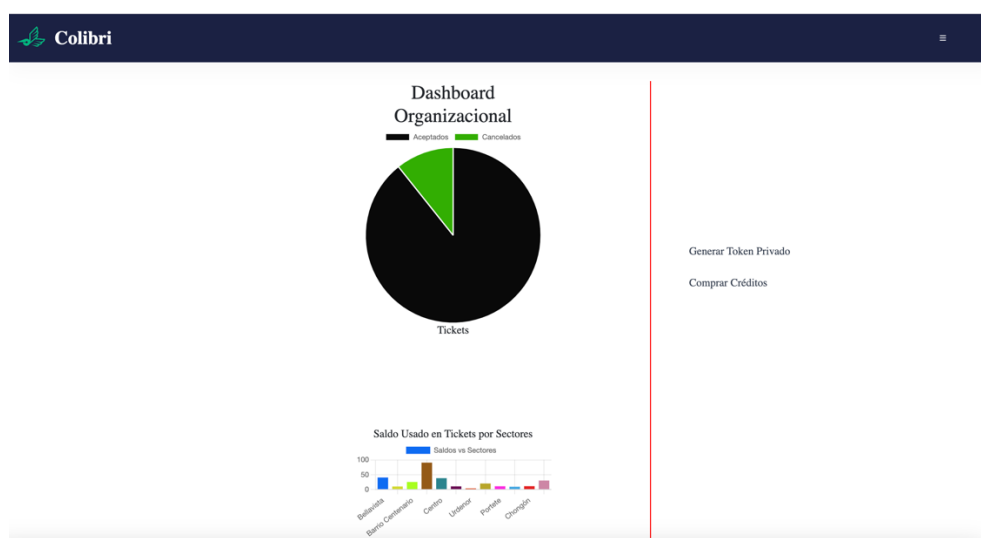 Colibri
≡
Dashboard
Organizacional
Aceptados Cancelados
Tickets
Generar Token Privado
Comprar Créditos
Saldo Usado en Tickets por Sectores
Saldos vs Sectores
100
50
0
Bellavista
Barrio Centenario
Centro
Urdenor
Portete
Chongón